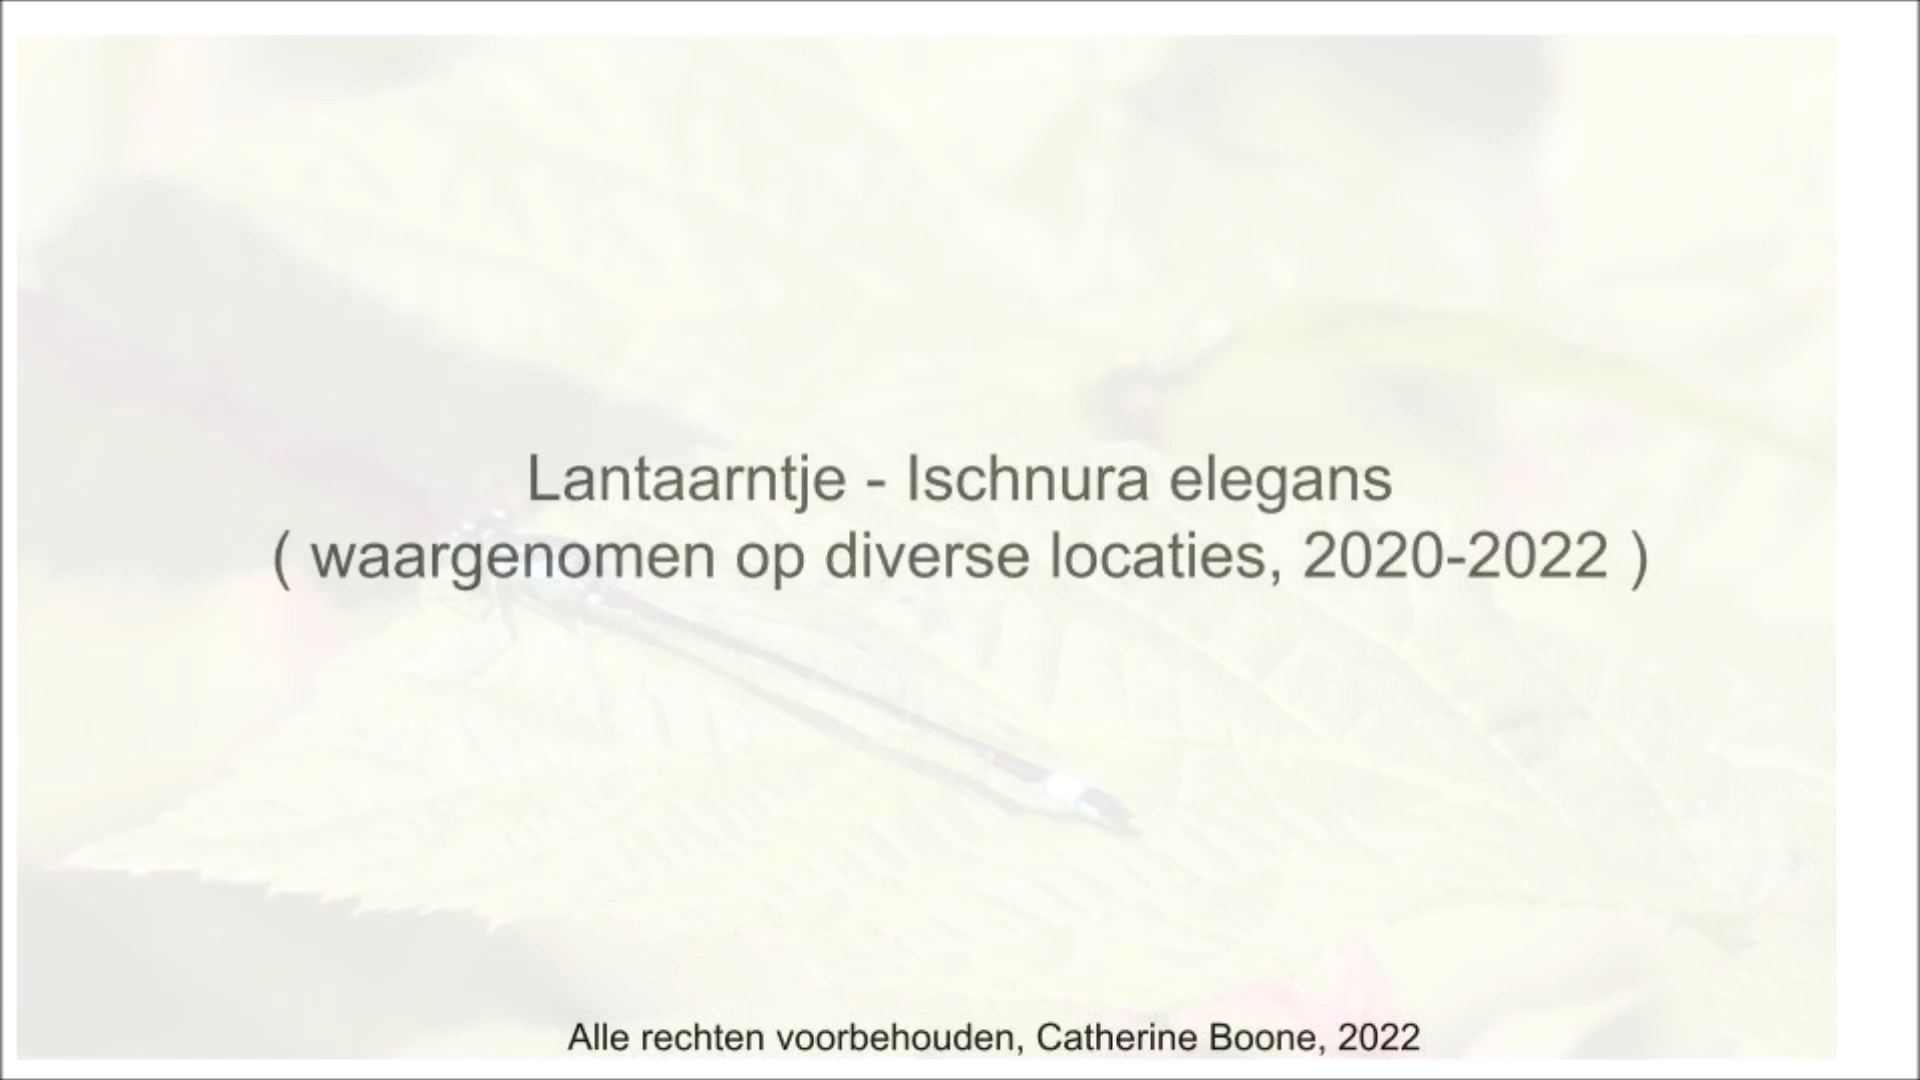 Lantaarntje - Ischnura elegans
( waargenomen op diverse locaties, 2020-2022 )
Alle rechten voorbehouden, Catherine Boone, 2022